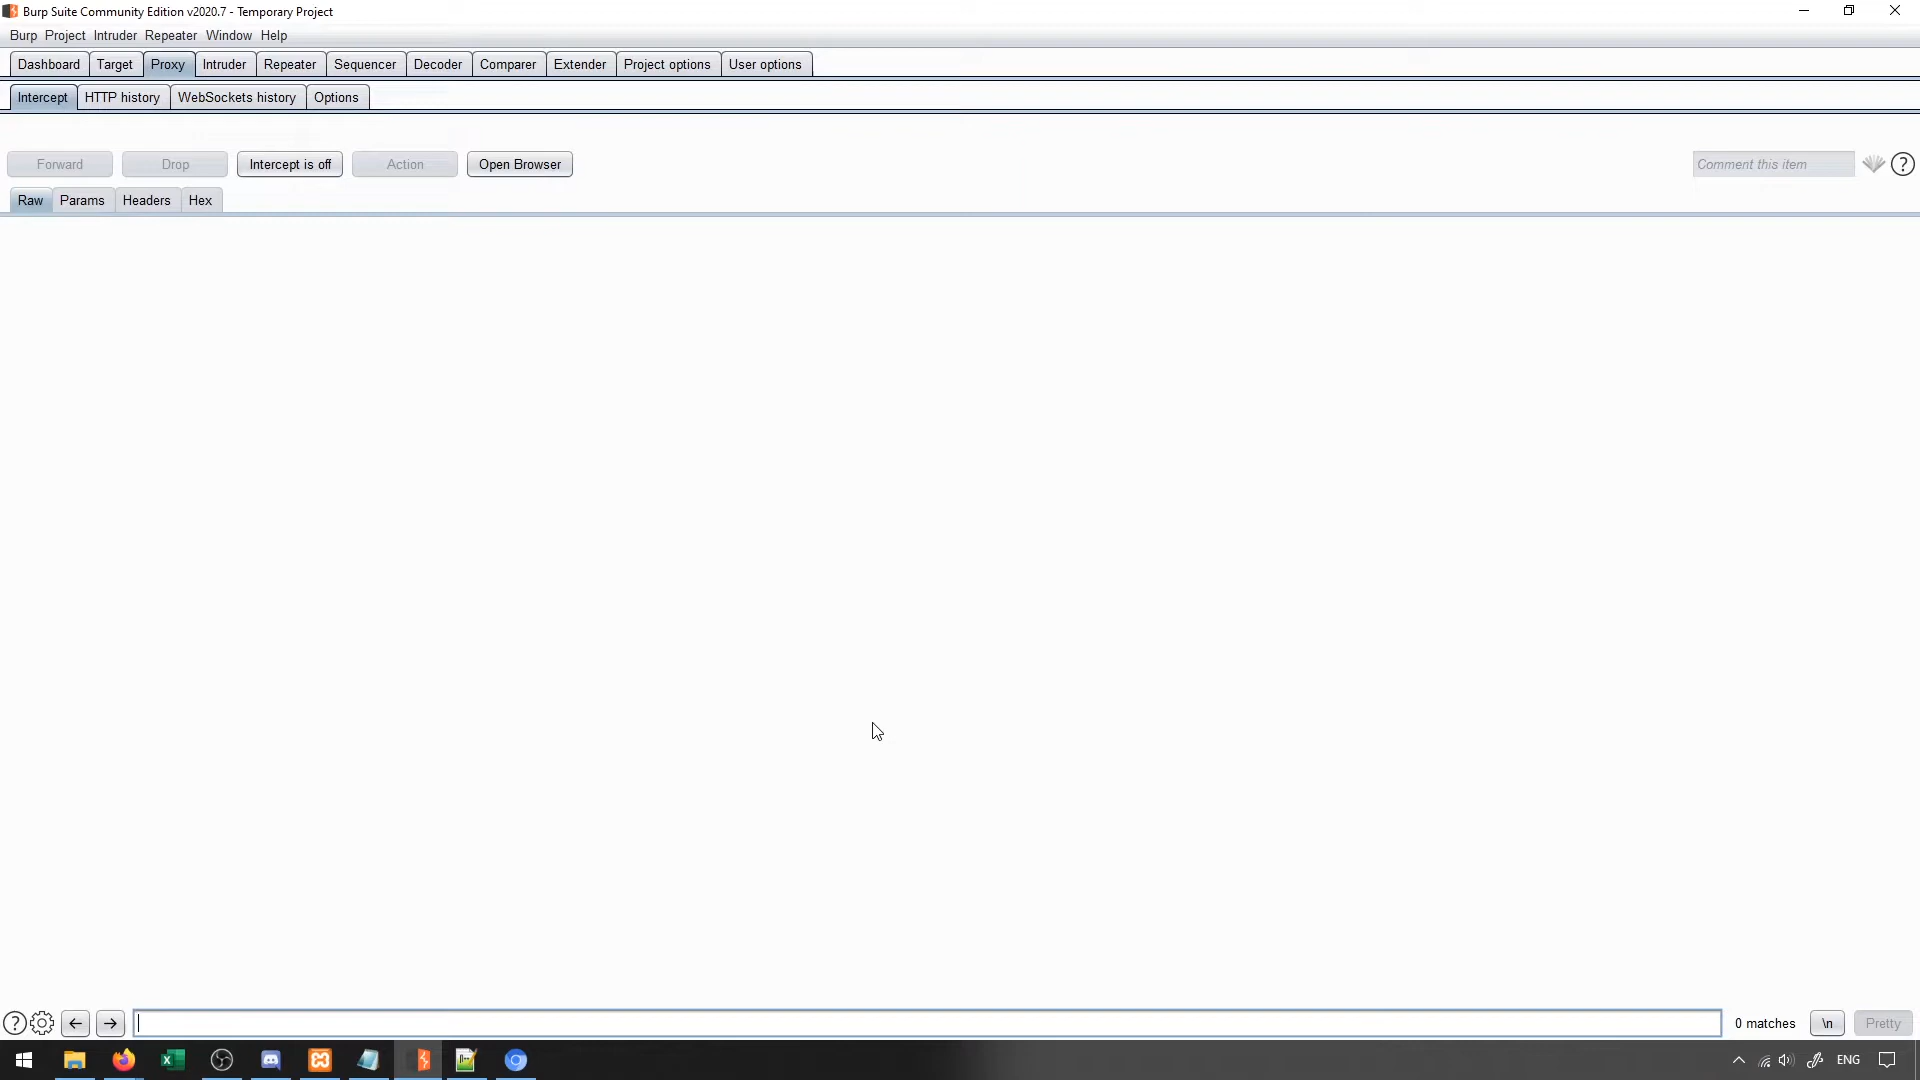 Burp Suite Community Edition v2020.7 - Temporary Project
Burp Project Intruder Repeater Window Help
Dashboard Target Proxy Intruder Repeater Sequencer Decoder Comparer Extender Project options User options
Intercept HTTP history WebSockets history Options
Forward Drop Intercept is off Action Open Browser Comment this item ?
Raw Params Headers Hex
? 0 matches \n Pretty
ENG